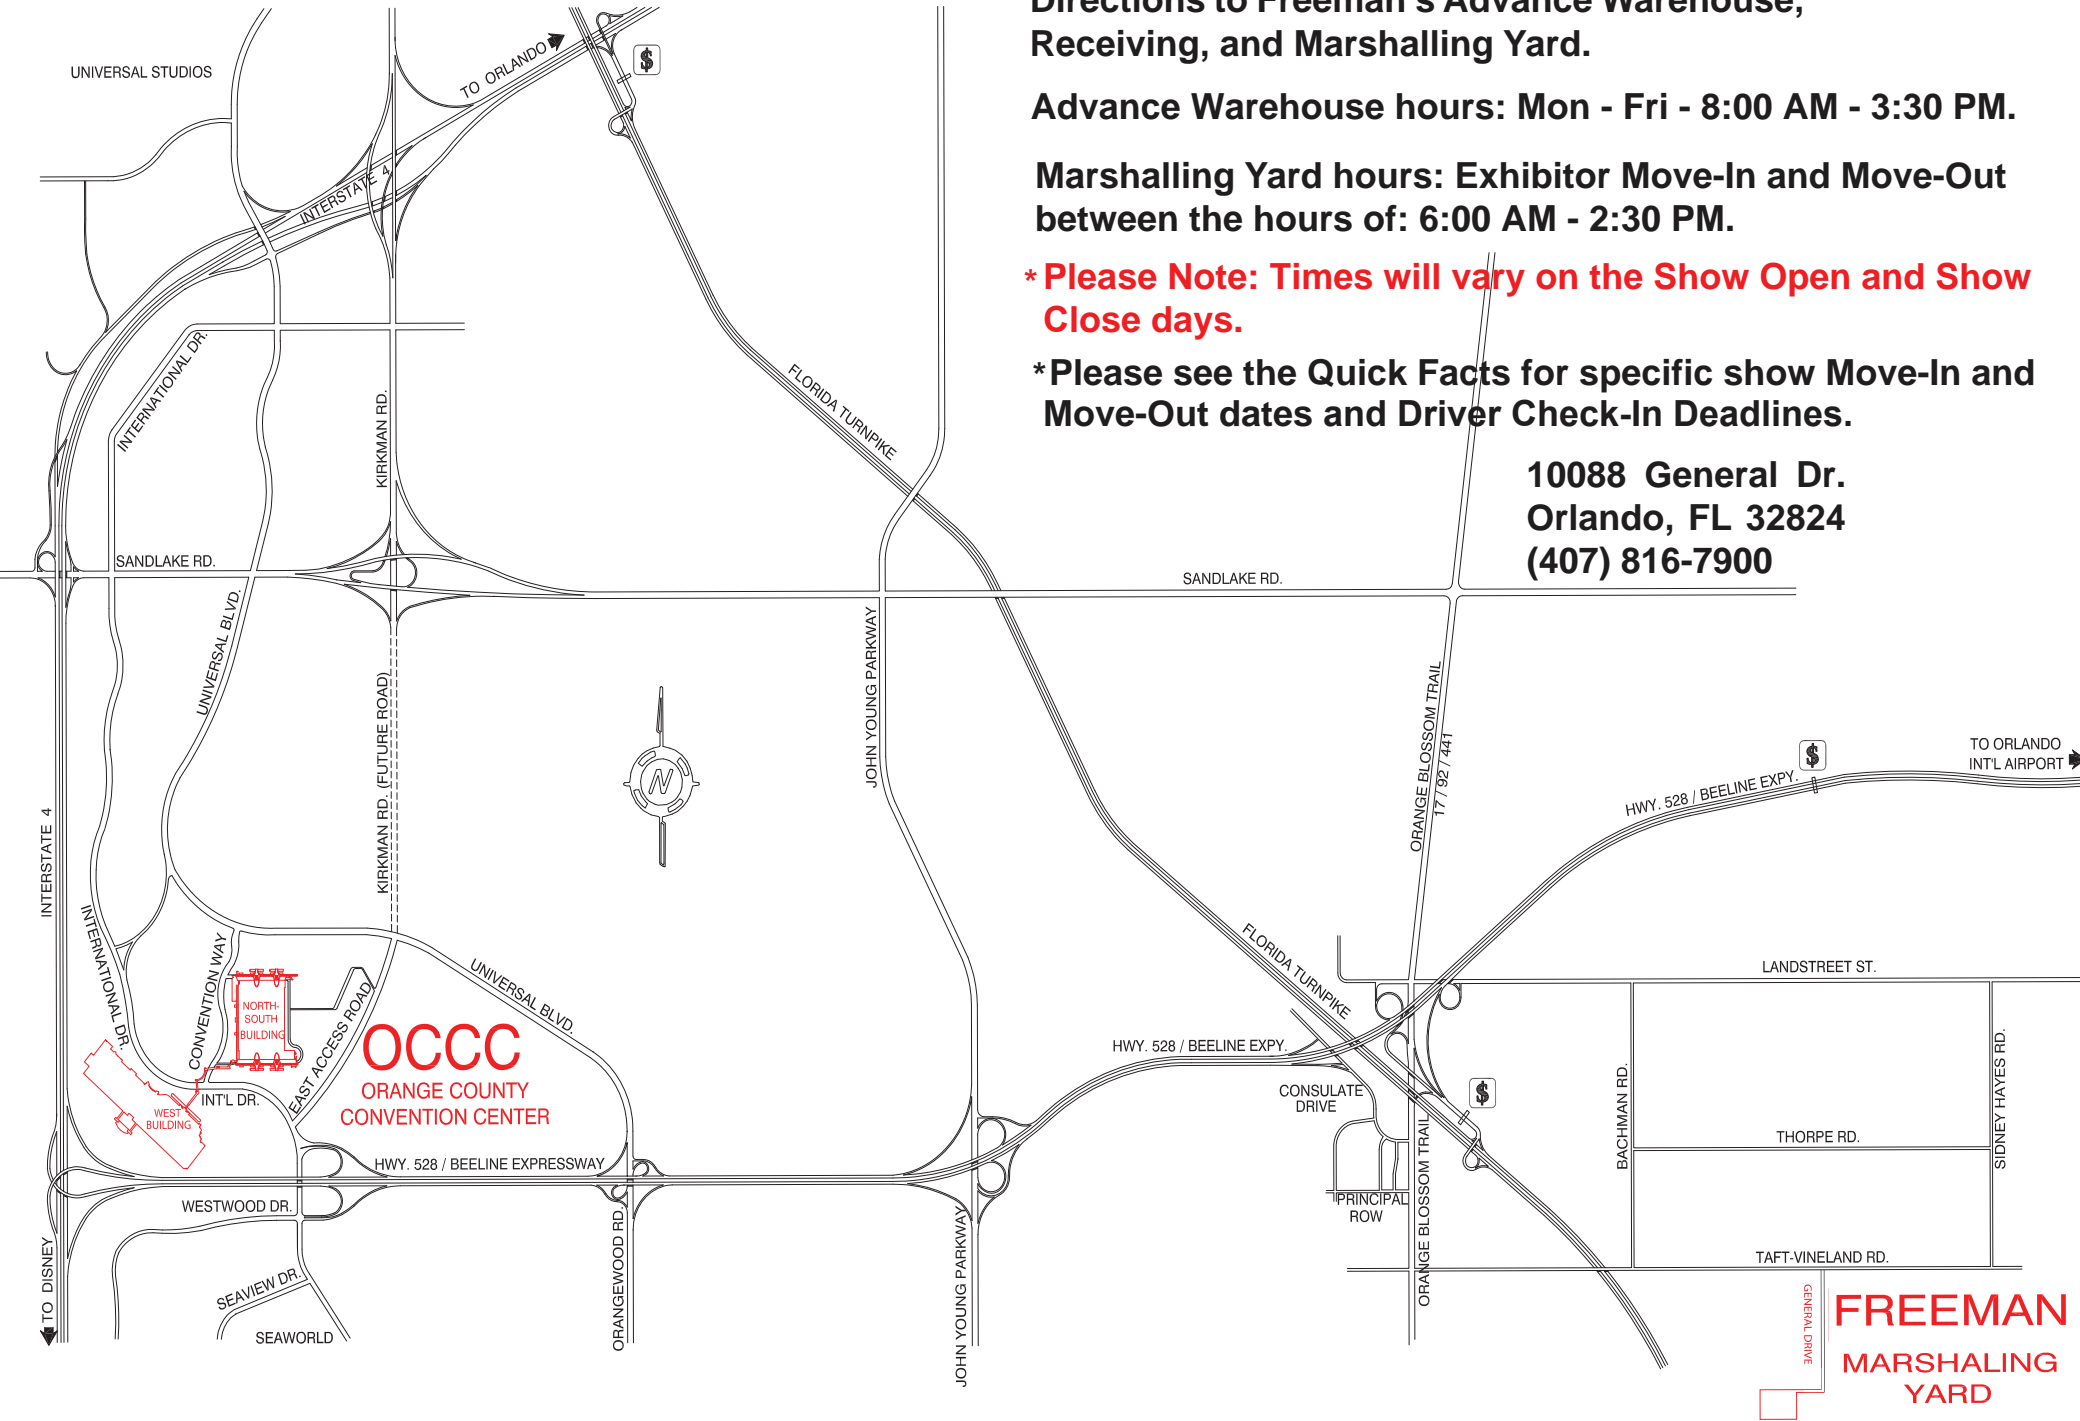 Directions to Freeman's Advance Warehouse,
Receiving, and Marshalling Yard.
Advance Warehouse hours: Mon - Fri - 8:00 AM - 3:30 PM.
Marshalling Yard hours: Exhibitor Move-In and Move-Out
between the hours of: 6:00 AM - 2:30 PM.
* Please Note: Times will vary on the Show Open and Show
Close days.
*Please see the Quick Facts for specific show Move-In and
Move-Out dates and Driver Check-In Deadlines.
10088 General Dr.
Orlando, FL 32824
(407) 816-7900
UNIVERSAL STUDIOS
TO ORLANDO
$
INTERSTATE 4
INTERNATIONAL DR.
KIRKMAN RD.
FLORIDA TURNPIKE
SANDLAKE RD.
SANDLAKE RD.
UNIVERSAL BLVD.
KIRKMAN RD. (FUTURE ROAD)
JOHN YOUNG PARKWAY
ORANGE BLOSSOM TRAIL
17 / 92 / 441
N
$
TO ORLANDO
INT'L AIRPORT
HWY. 528 / BEELINE EXPY.
INTERSTATE 4
INTERNATIONAL DR.
CONVENTION WAY
NORTH-
SOUTH
BUILDING
EAST ACCESS ROAD
UNIVERSAL BLVD.
OCCC
ORANGE COUNTY
CONVENTION CENTER
INT'L DR.
WEST
BUILDING
FLORIDA TURNPIKE
LANDSTREET ST.
HWY. 528 / BEELINE EXPY.
CONSULATE
DRIVE
$
BACHMAN RD.
SIDNEY HAYES RD.
THORPE RD.
HWY. 528 / BEELINE EXPRESSWAY
WESTWOOD DR.
PRINCIPAL
ROW
ORANGE BLOSSOM TRAIL
ORANGEWOOD RD.
JOHN YOUNG PARKWAY
TO DISNEY
SEAVIEW DR.
SEAWORLD
TAFT-VINELAND RD.
GENERAL DRIVE
FREEMAN
MARSHALING
YARD